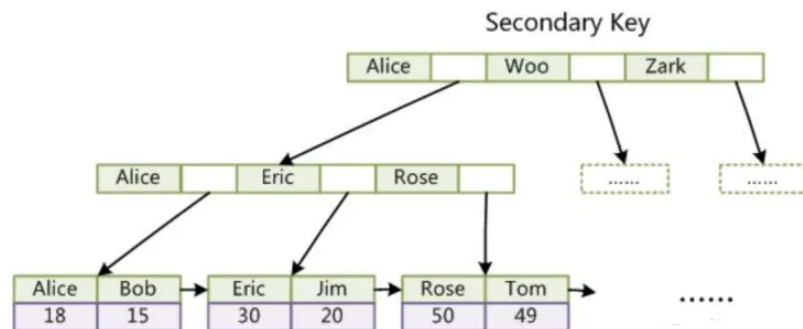 Secondary Key
Alice Woo Zark
Alice Eric Rose ...... ......
Alice Bob Eric Jim Rose Tom ......
18 15 30 20 50 49